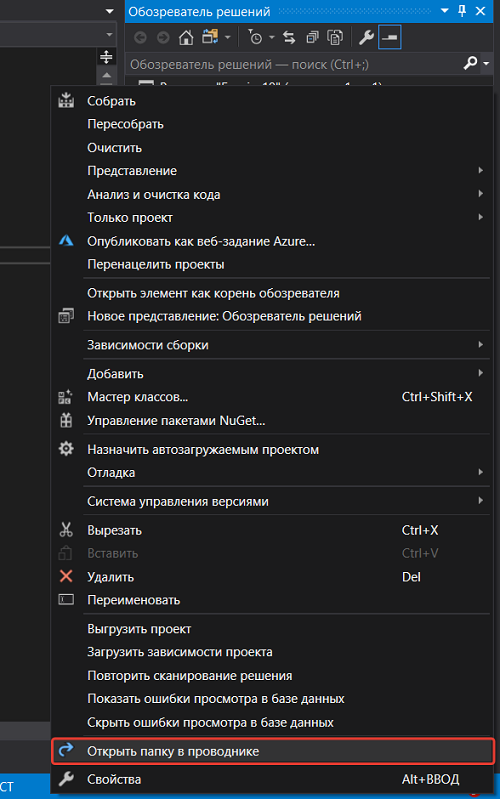 Обозреватель решений
Обозреватель решений — поиск (Ctrl+;)
Собрать
Пересобрать
Очистить
Представление
Анализ и очистка кода
Только проект
Опубликовать как веб-задание Azure...
Перенацелить проекты
Открыть элемент как корень обозревателя
Новое представление: Обозреватель решений
Зависимости сборки
Добавить
Мастер классов... Ctrl+Shift+X
Управление пакетами NuGet...
Назначить автозагружаемым проектом
Отладка
Система управления версиями
Вырезать Ctrl+X
Вставить Ctrl+V
Удалить Del
Переименовать
Выгрузить проект
Загрузить зависимости проекта
Повторить сканирование решения
Показать ошибки просмотра в базе данных
Скрыть ошибки просмотра в базе данных
Открыть папку в проводнике
Свойства Alt+ВВОД
СТ